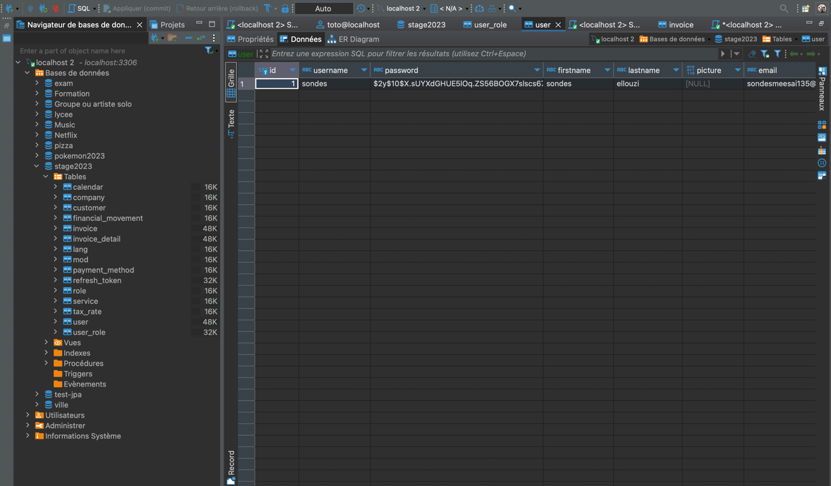 SQL
Appliquer (commit)
Retour arrière (rollback)
Auto
localhost 2
< N/A >
Navigateur de bases de don...
Projets
<localhost 2> S...
toto@localhost
stage2023
user_role
user
<localhost 2> S...
invoice
*<localhost 2> ...
Propriétés
Données
ER Diagram
localhost 2
Bases de données
stage2023
Tables
user
Enter a part of object name here
user
Entrez une expression SQL pour filtrer les résultats (utilisez Ctrl+Espace)
localhost 2 - localhost:3306
Bases de données
exam
Formation
Groupe ou artiste solo
lycee
Music
Netflix
pizza
pokemon2023
stage2023
Tables
calendar 16K
company 16K
customer 16K
financial_movement 16K
invoice 48K
invoice_detail 48K
lang 16K
mod 16K
payment_method 16K
refresh_token 32K
role 16K
service 16K
tax_rate 16K
user 48K
user_role 32K
Vues
Indexes
Procédures
Triggers
Evènements
test-jpa
ville
Utilisateurs
Administrer
Informations Système
Grille
Texte
Record
Panneaux
id
ABC username
ABC password
ABC firstname
ABC lastname
picture
ABC email
1
1
sondes
sondes
ellouzi
[NULL]
sondesmeesai135@